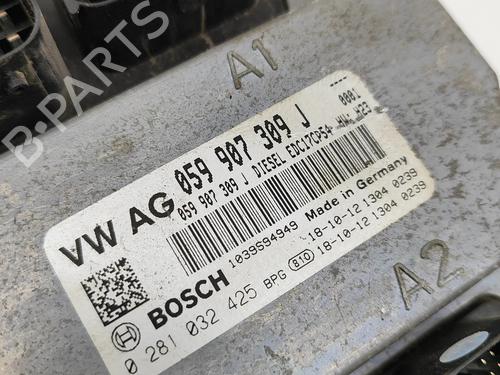 A1
VW AG 059 907 309 J
059 907 309 J DIESEL EDC17CP54 HW: H23
0001
----
1039S94949 Made in Germany
BOSCH 18-10-12 1304 0239
0 281 032 425 BPG 810 18-10-12 1304 0239
A2
B-PARTS